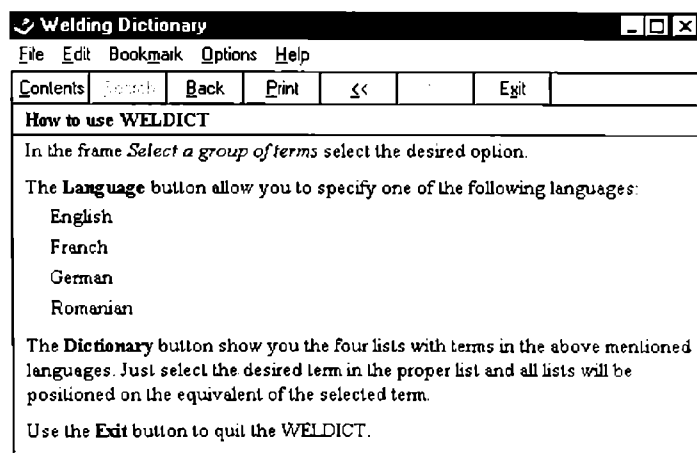 Welding Dictionary
File Edit Bookmark Options Help
Contents Search Back Print << Exit
How to use WELDICT
In the frame Select a group of terms select the desired option.
The Language button allow you to specify one of the following languages:
English
Franch
German
Romanian
The Dictionary button show you the four lists with terms in the above mentioned
languages. Just select the desired term in the proper list and all lists will be
positioned on the equivalent of the selected term.
Use the Exit button to quit the WELDICT.